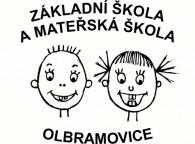 ZÁKLADNÍ ŠKOLA
A MATEŘSKÁ ŠKOLA
OLBRAMOVICE